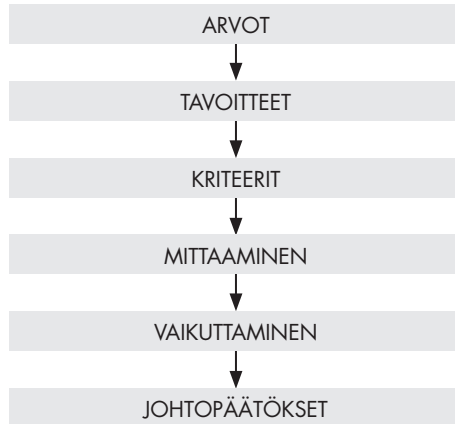 ARVOT
TAVOITTEET
KRITEERIT
MITTAAMINEN
VAIKUTTAMINEN
JOHTOPÄÄTÖKSET